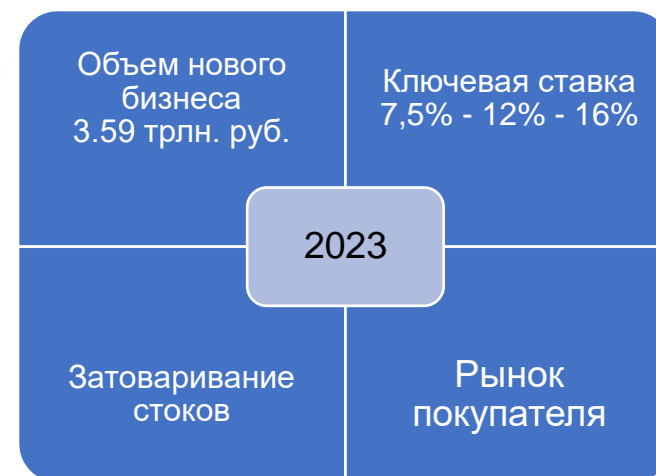 Объем нового
бизнеса
3.59 трлн. руб.
Ключевая ставка
7,5% - 12% - 16%
2023
Затоваривание
стоков
Рынок
покупателя